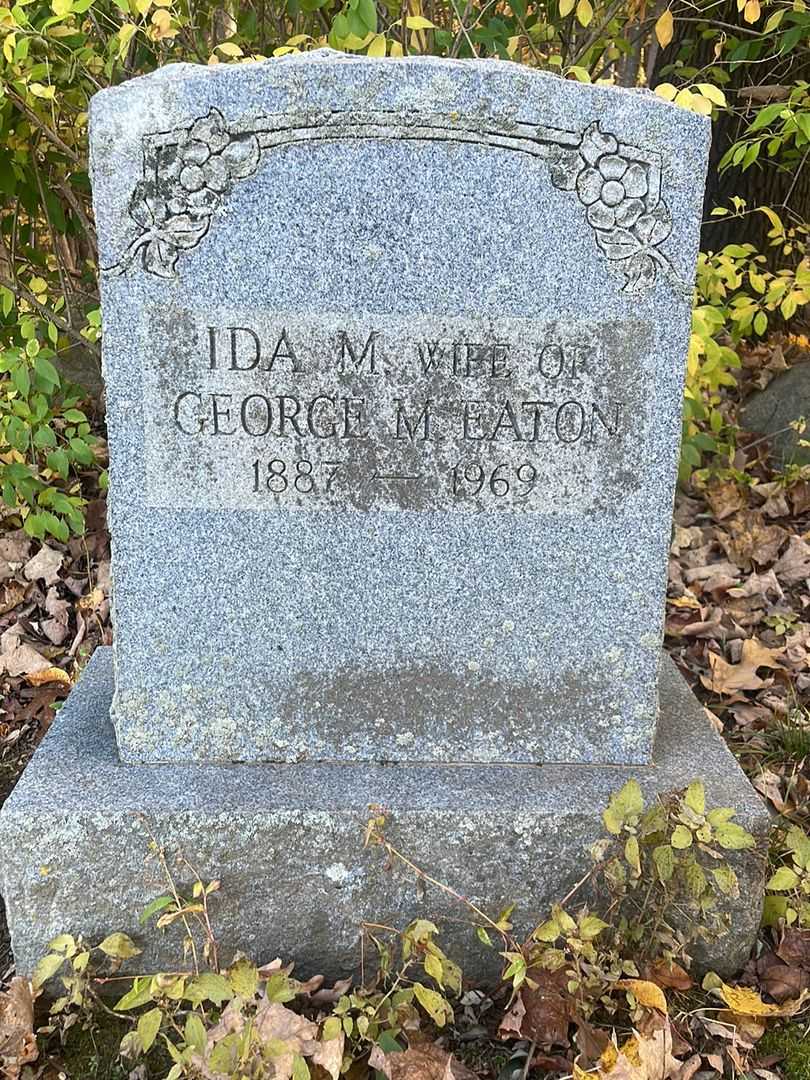 IDA M. WIFE OF
GEORGE M. EATON
1887 — 1969